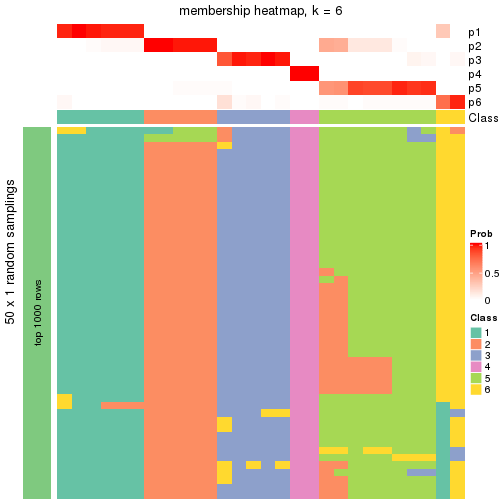 membership heatmap, k = 6
p1
p2
p3
p4
p5
p6
Class
50 x 1 random samplings
top 1000 rows
Prob
1
0.5
0
Class
1
2
3
4
5
6